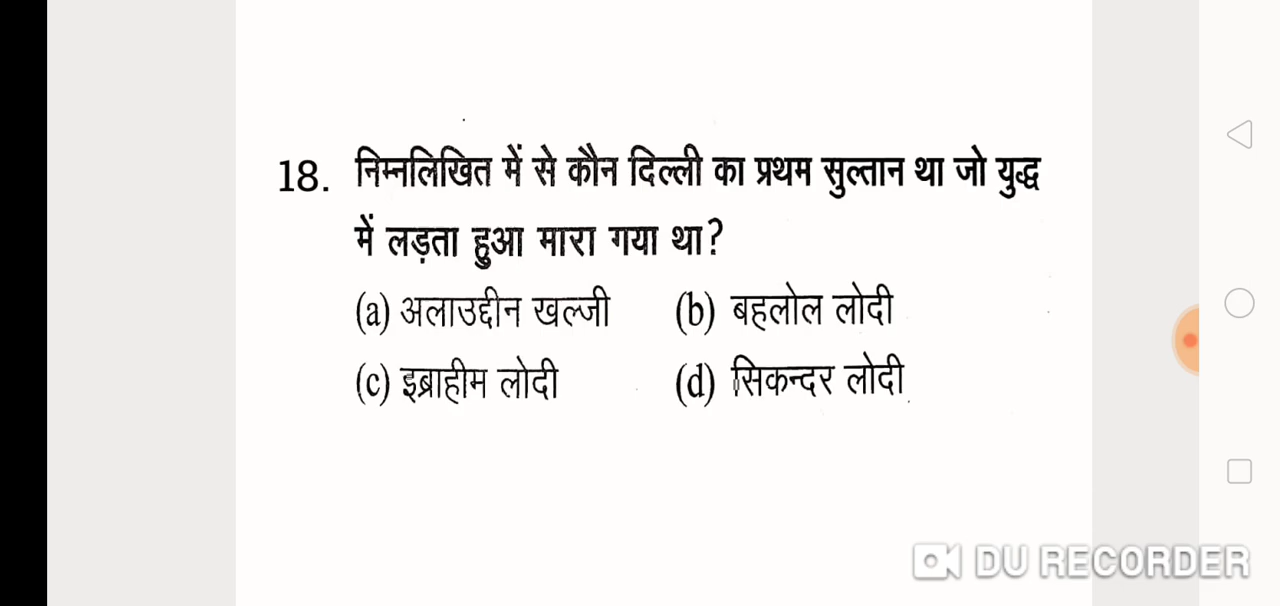 18. निम्नलिखित में से कौन दिल्ली का प्रथम सुल्तान था जो युद्ध
में लड़ता हुआ मारा गया था?
(a) अलाउद्दीन खल्जी (b) बहलोल लोदी
(c) इब्राहीम लोदी (d) सिकन्दर लोदी
DU RECORDER